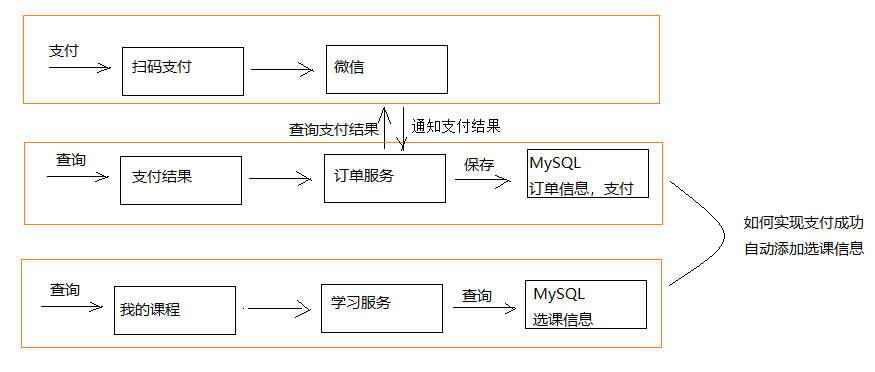 支付
扫码支付
微信
查询支付结果
通知支付结果
查询
支付结果
订单服务
保存
MySQL
订单信息，支付
如何实现支付成功
自动添加选课信息
查询
我的课程
学习服务
查询
MySQL
选课信息